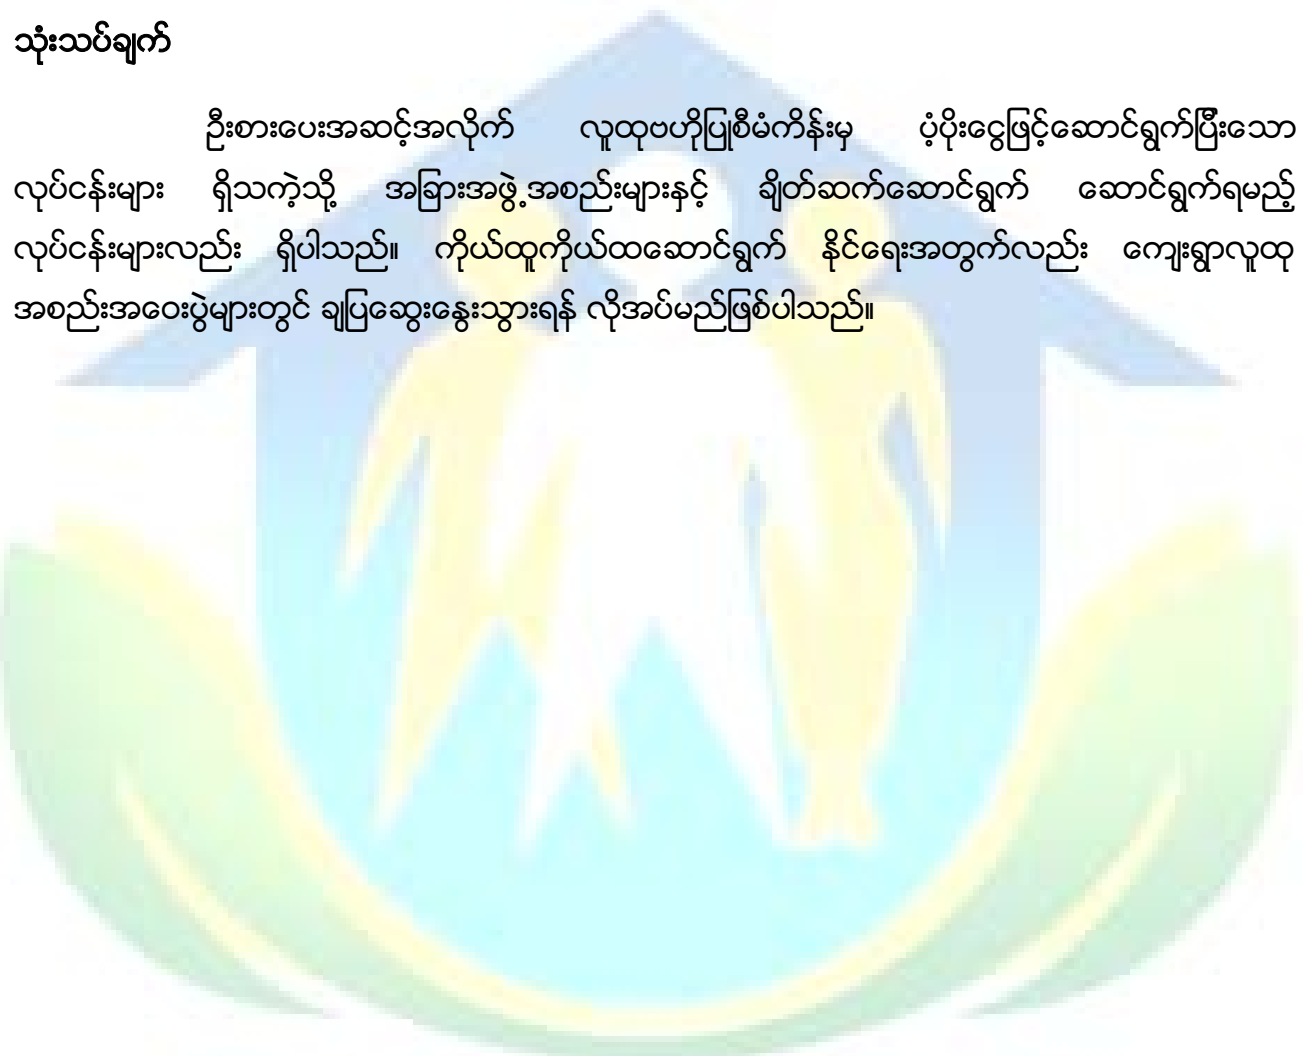 သုံးသပ်ချက်
ဦးစားပေးအဆင့်အလိုက် လူထုဗဟိုပြုစီမံကိန်းမှ ပံ့ပိုးငွေဖြင့်ဆောင်ရွက်ပြီးသော
လုပ်ငန်းများ ရှိသကဲ့သို့ အခြားအဖွဲ့အစည်းများနှင့် ချိတ်ဆက်ဆောင်ရွက် ဆောင်ရွက်ရမည့်
လုပ်ငန်းများလည်း ရှိပါသည်။ ကိုယ်ထူကိုယ်ထဆောင်ရွက် နိုင်ရေးအတွက်လည်း ကျေးရွာလူထု
အစည်းအဝေးပွဲများတွင် ချပြဆွေးနွေးသွားရန် လိုအပ်မည်ဖြစ်ပါသည်။